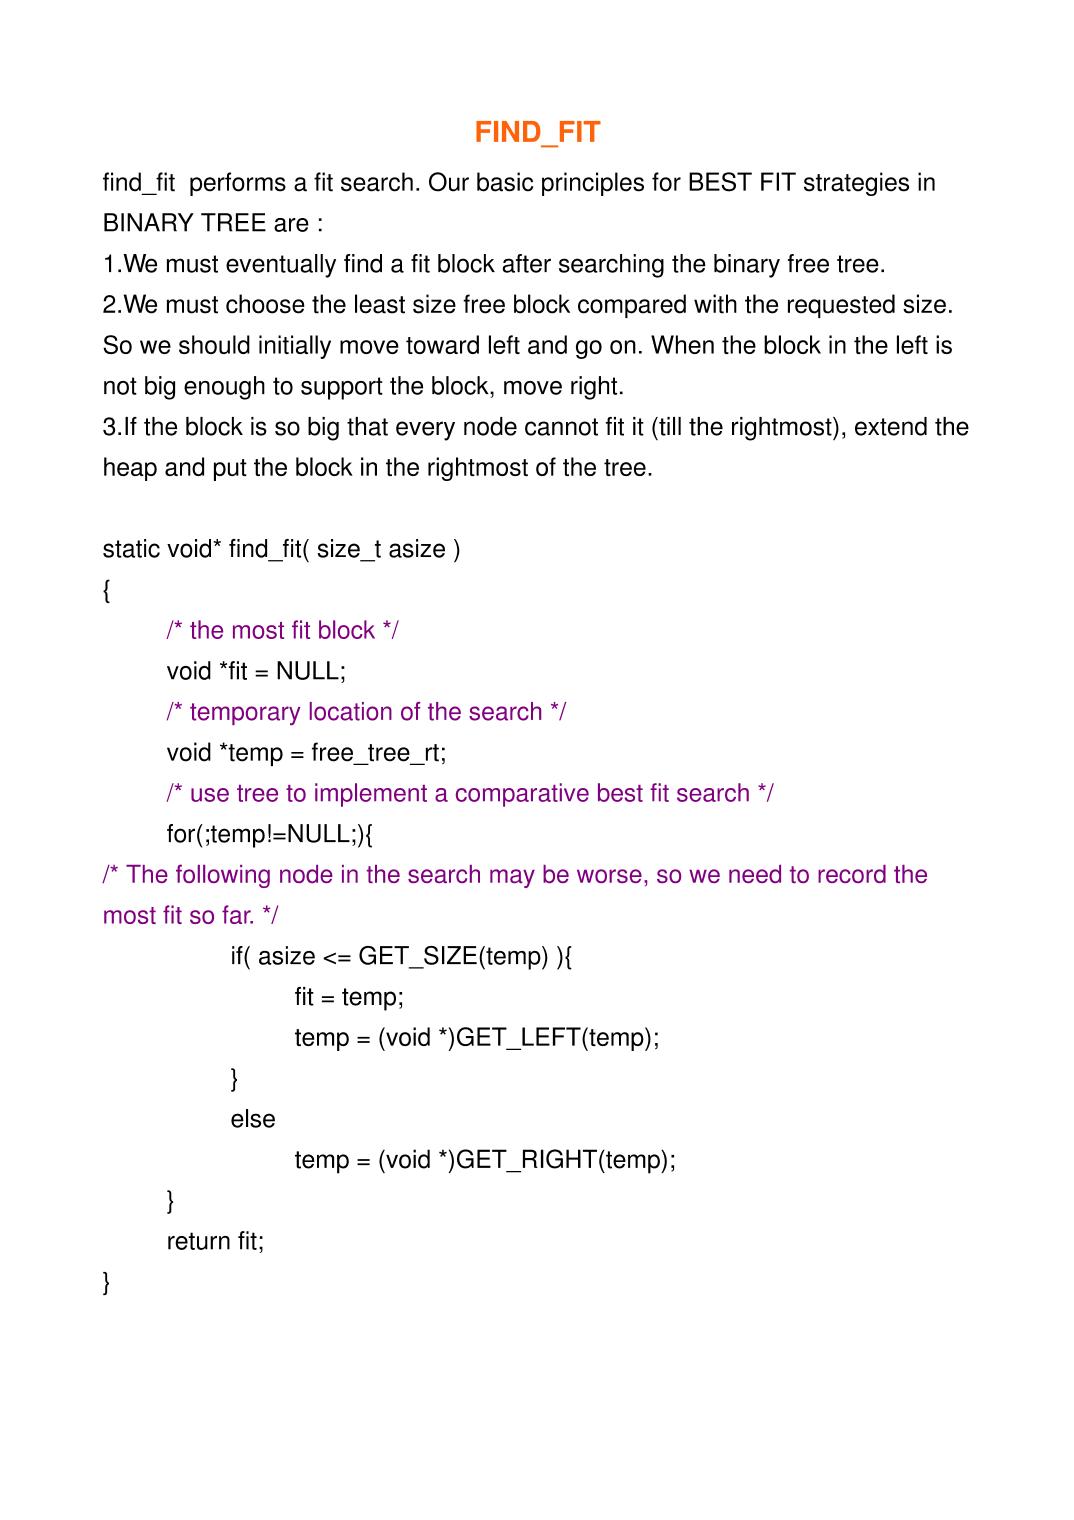 FIND_FIT
find_fit  performs a fit search. Our basic principles for BEST FIT strategies in
BINARY TREE are :
1.We must eventually find a fit block after searching the binary free tree.
2.We must choose the least size free block compared with the requested size.
So we should initially move toward left and go on. When the block in the left is
not big enough to support the block, move right.
3.If the block is so big that every node cannot fit it (till the rightmost), extend the
heap and put the block in the rightmost of the tree.
static void* find_fit( size_t asize )
{
/* the most fit block */
void *fit = NULL;
/* temporary location of the search */
void *temp = free_tree_rt;
/* use tree to implement a comparative best fit search */
for(;temp!=NULL;){
/* The following node in the search may be worse, so we need to record the
most fit so far. */
if( asize <= GET_SIZE(temp) ){
fit = temp;
temp = (void *)GET_LEFT(temp);
}
else
temp = (void *)GET_RIGHT(temp);
}
return fit;
}